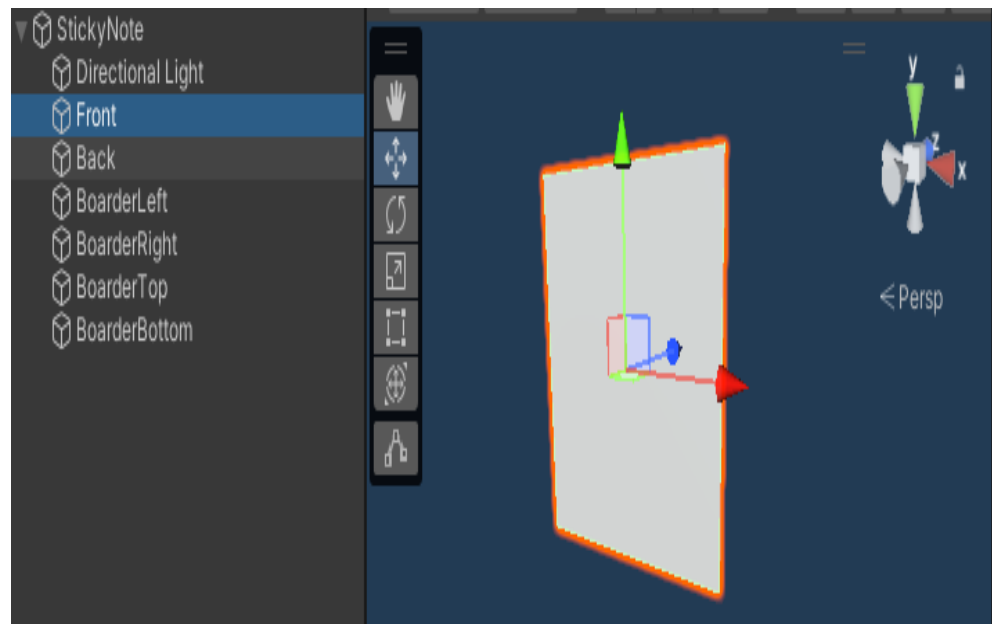 StickyNote
Directional Light
Front
Back
BoarderLeft
BoarderRight
BoarderTop
BoarderBottom
y
z
x
Persp